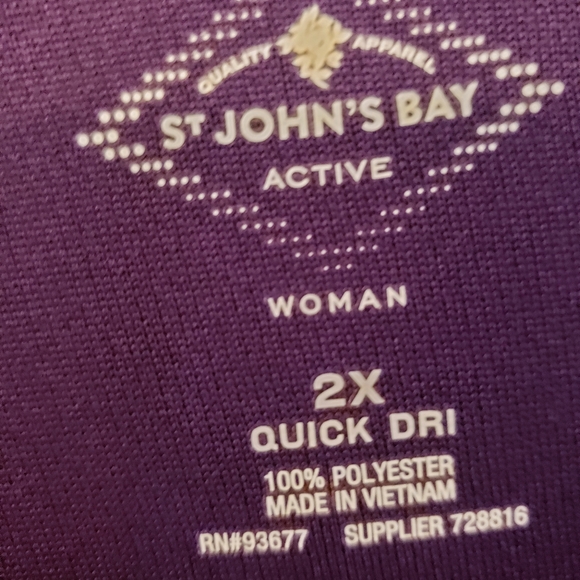 QUALITY APPAREL
ST JOHN'S BAY
ACTIVE
WOMAN
2X
QUICK DRI
100% POLYESTER
MADE IN VIETNAM
RN#93677 SUPPLIER 728816